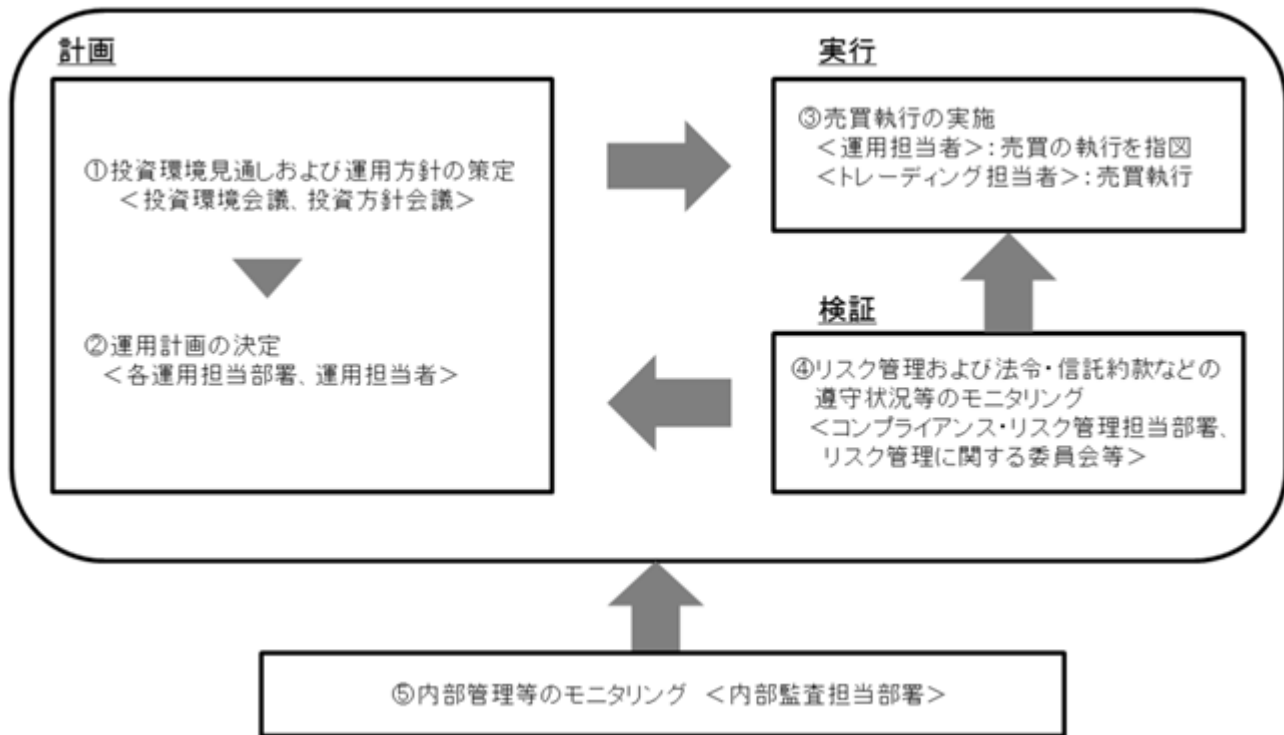 計画
①投資環境見通しおよび運用方針の策定
＜投資環境会議、投資方針会議＞
②運用計画の決定
＜各運用担当部署、運用担当者＞
実行
③売買執行の実施
＜運用担当者＞：売買の執行を指図
＜トレーディング担当者＞：売買執行
検証
④リスク管理および法令・信託約款などの
遵守状況等のモニタリング
＜コンプライアンス・リスク管理担当部署、
リスク管理に関する委員会等＞
⑤内部管理等のモニタリング ＜内部監査担当部署＞